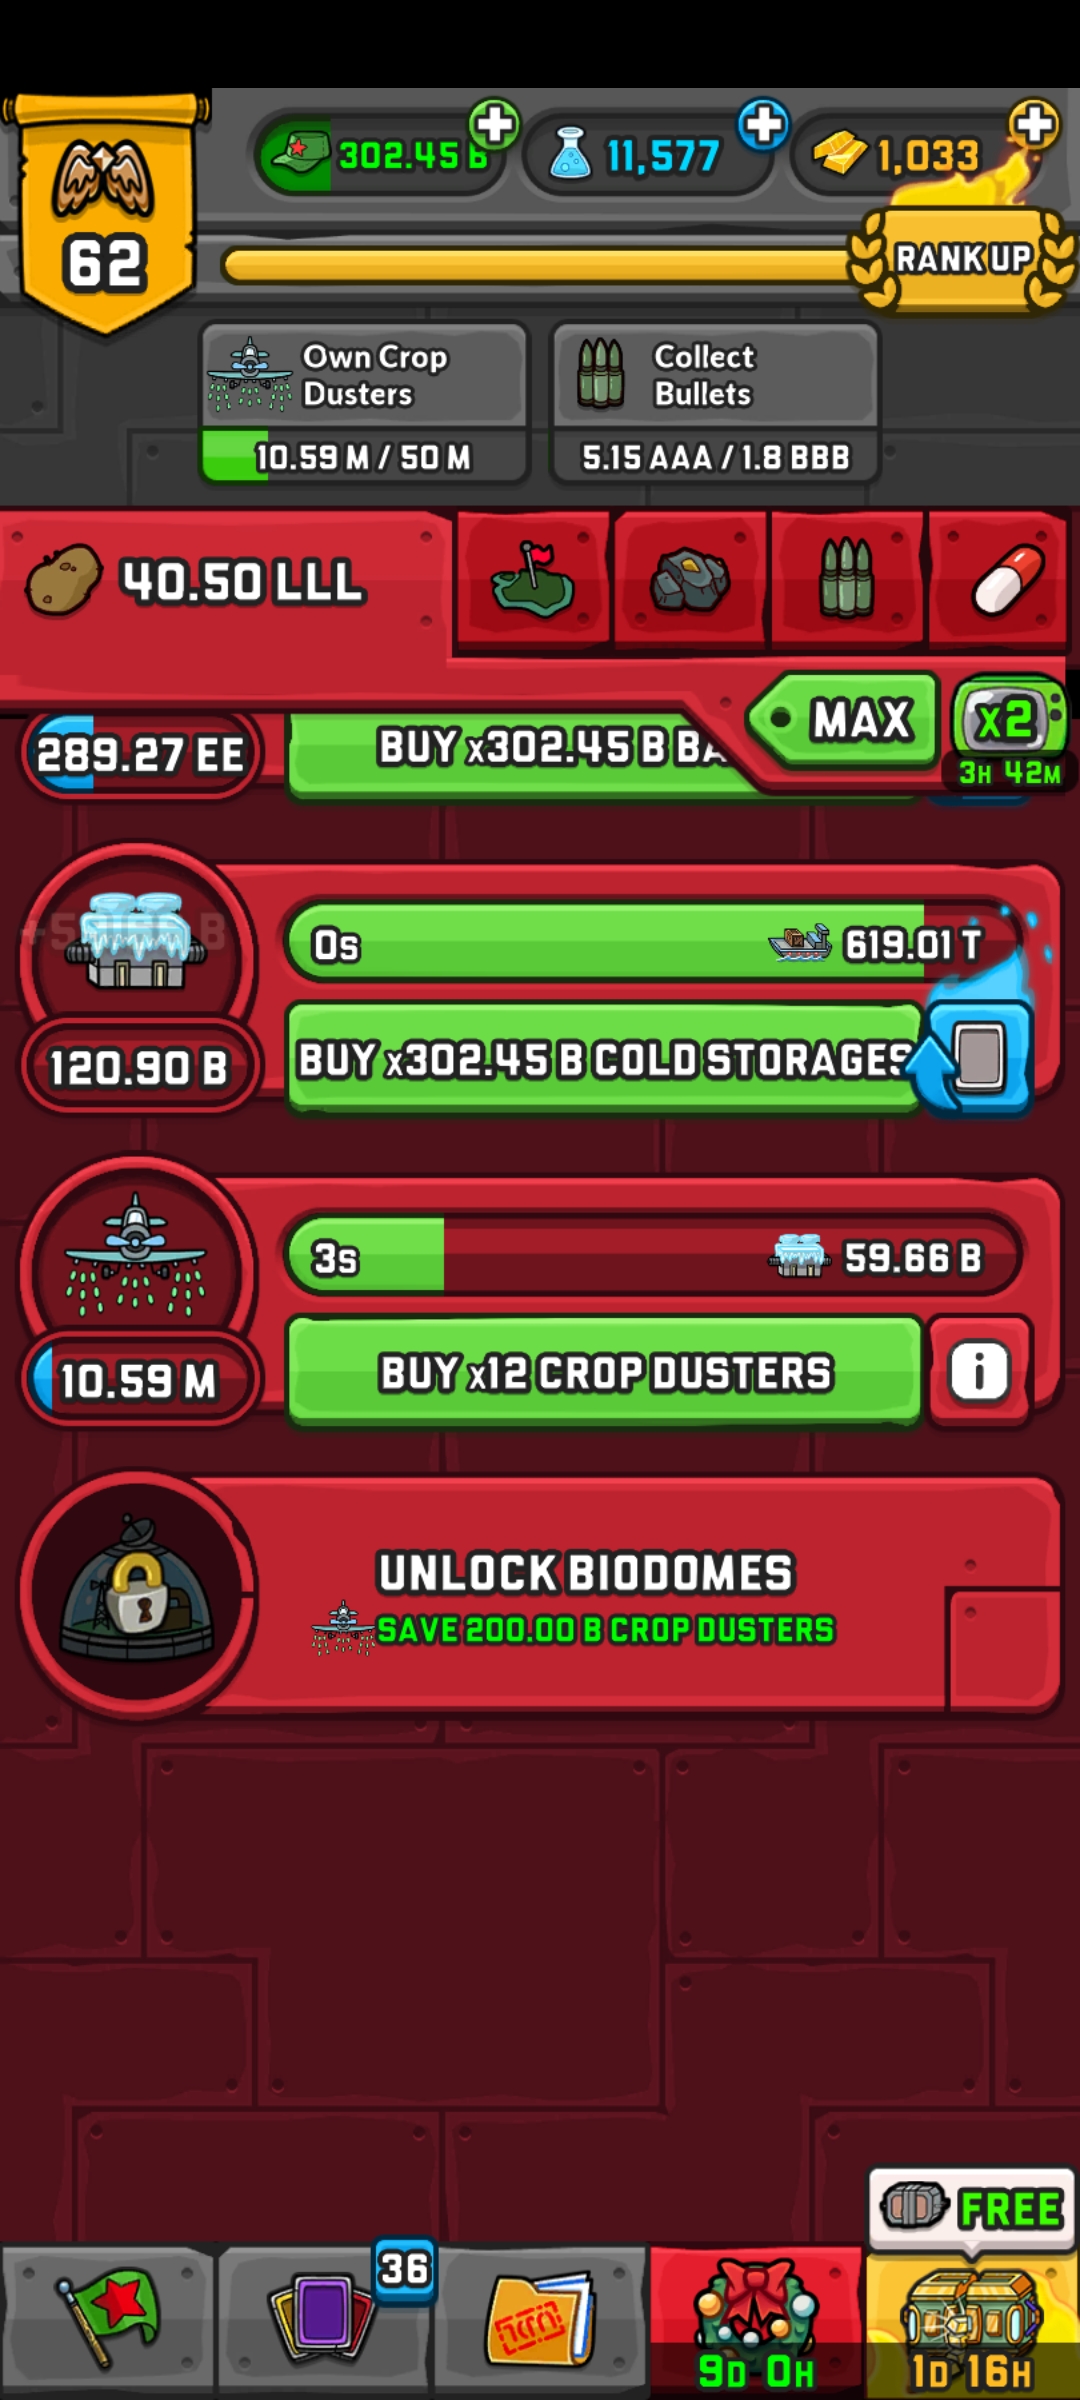 302.45 B
11,577
1,033
62
RANK UP
Own Crop
Dusters
10.59 M / 50 M
Collect
Bullets
5.15 AAA / 1.8 BBB
40.50 LLL
MAX
x2
3H 42M
289.27 EE
BUY x302.45 B BA
0s
619.01 T
120.90 B
BUY x302.45 B COLD STORAGES
3s
59.66 B
10.59 M
BUY x12 CROP DUSTERS
i
UNLOCK BIODOMES
SAVE 200.00 B CROP DUSTERS
FREE
36
9D 0H
1D 16H